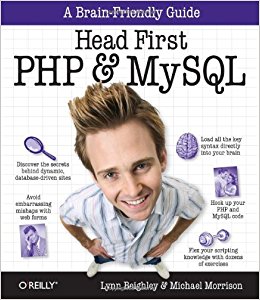 A Brain-Friendly Guide
Head First
PHP & MySQL
Discover the secrets
behind dynamic,
database-driven sites
Load all the key
syntax directly
into your brain
Avoid
embarrassing
mishaps with
web forms
Hook up your
PHP and
MySQL code
Flex your scripting
knowledge with dozens
of exercises
O'REILLY®
Lynn Beighley & Michael Morrison